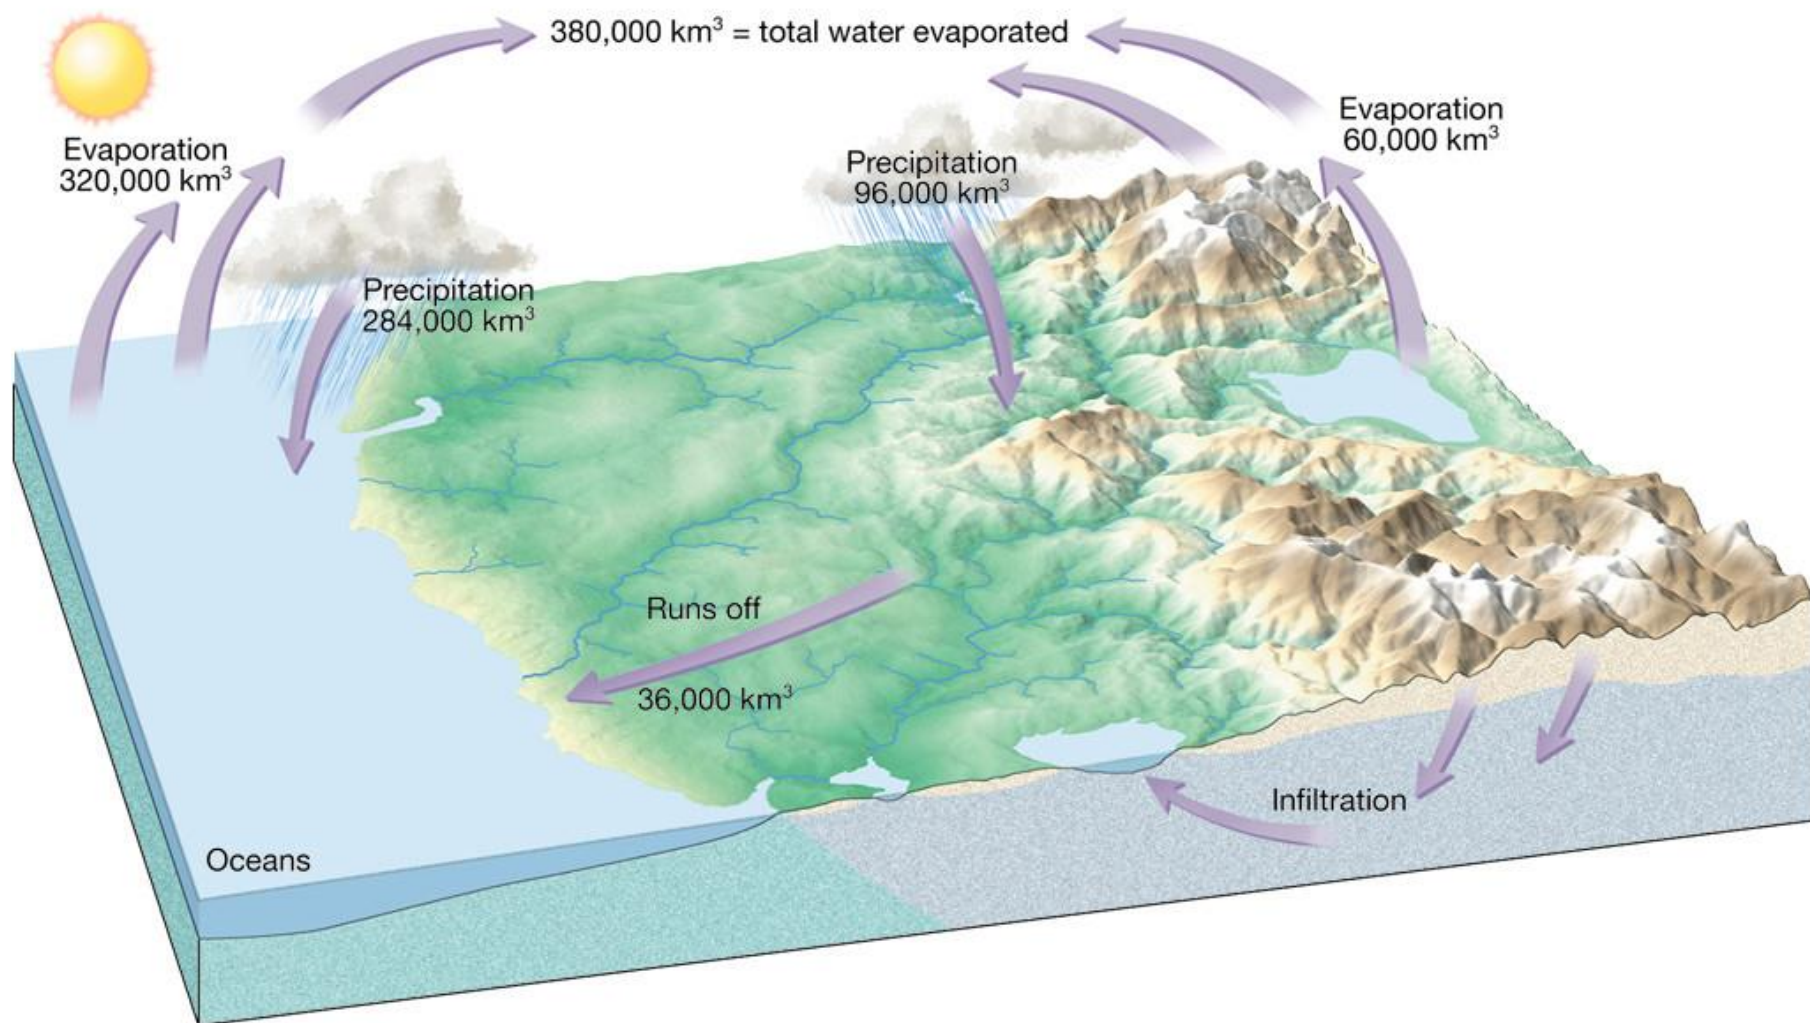 380,000 km³ = total water evaporated
Evaporation
320,000 km³
Precipitation
284,000 km³
Precipitation
96,000 km³
Evaporation
60,000 km³
Runs off
36,000 km³
Infiltration
Oceans